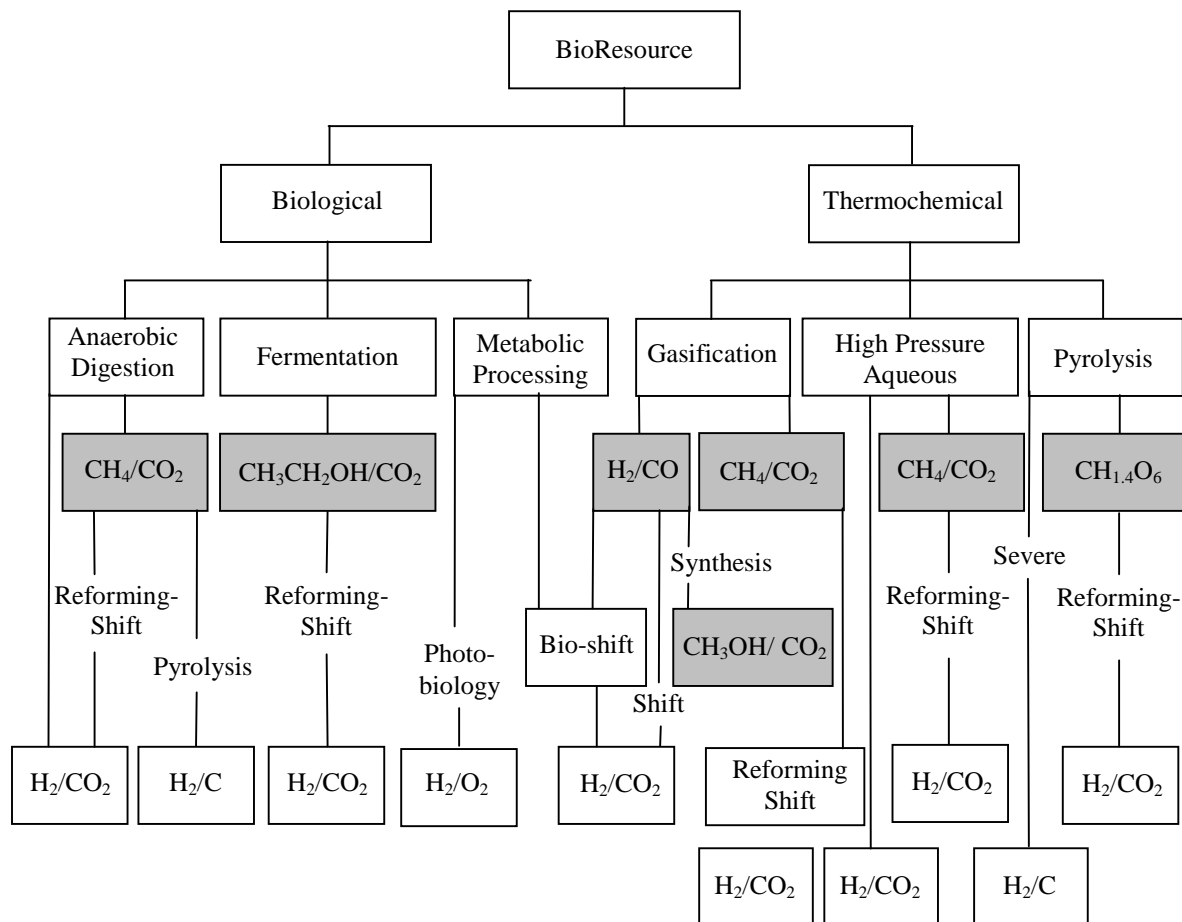 BioResource
Biological
Thermochemical
Anaerobic
Digestion
Fermentation
Metabolic
Processing
Gasification
High Pressure
Aqueous
Pyrolysis
CH₄/CO₂
CH₃CH₂OH/CO₂
H₂/CO
CH₄/CO₂
CH₄/CO₂
CH₁.₄O₆
Reforming-
Shift
Pyrolysis
Reforming-
Shift
Photo-
biology
Bio-shift
Synthesis
CH₃OH/ CO₂
Shift
Reforming-
Shift
Severe
Reforming-
Shift
H₂/CO₂
H₂/C
H₂/CO₂
H₂/O₂
H₂/CO₂
Reforming
Shift
H₂/CO₂
H₂/CO₂
H₂/CO₂
H₂/CO₂
H₂/C